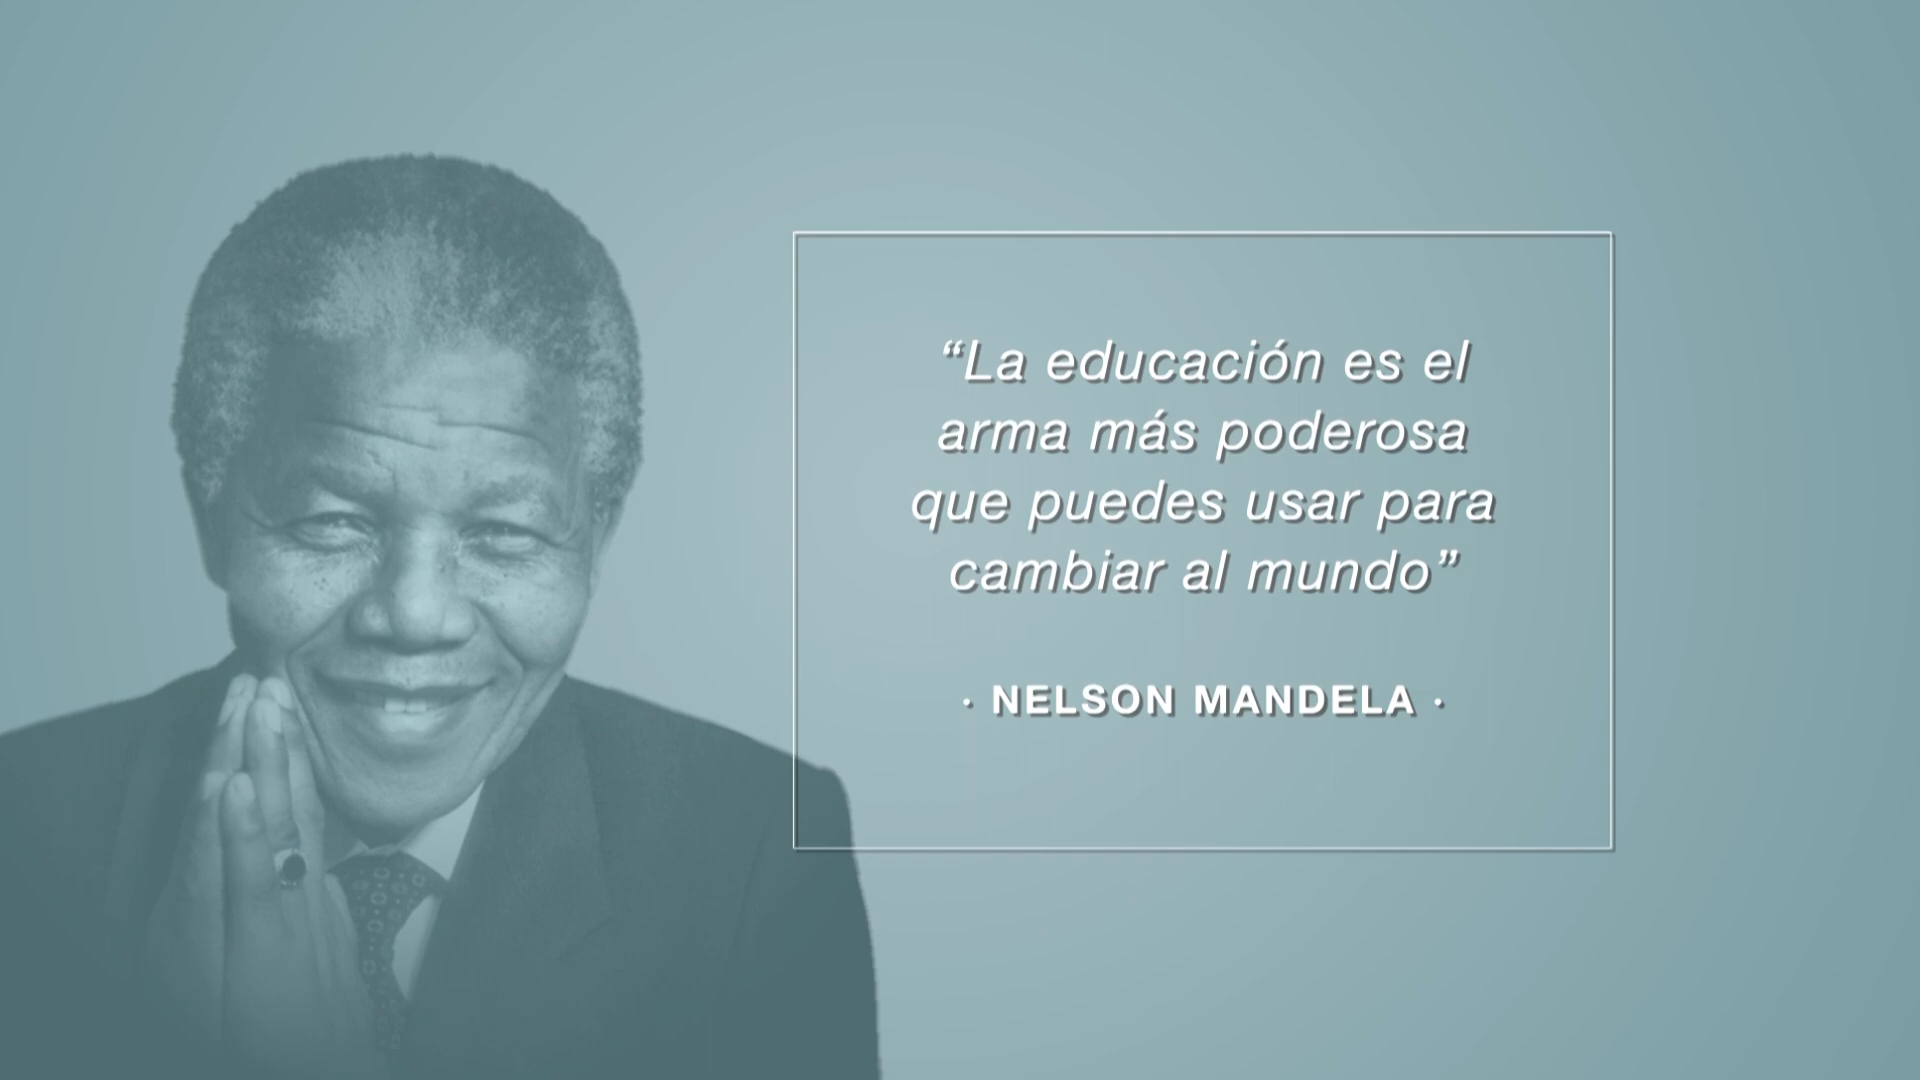 “La educación es el
arma más poderosa
que puedes usar para
cambiar al mundo”
· NELSON MANDELA ·